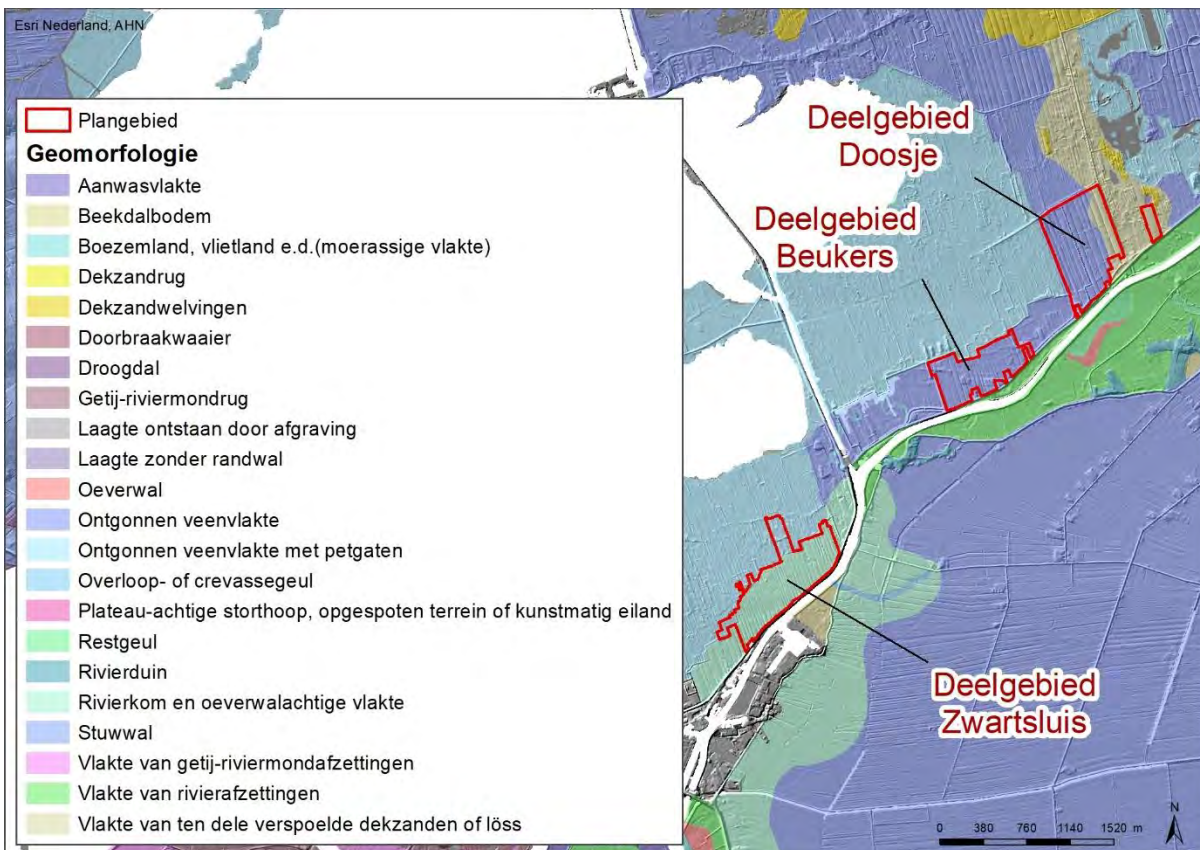 Esri Nederland, AHN
Plangebied
Geomorfologie
Aanwasvlakte
Beekdalbodem
Boezemland, vlietland e.d.(moerassige vlakte)
Dekzandrug
Dekzandwelvingen
Doorbraakwaaier
Droogdal
Getij-riviermondrug
Laagte ontstaan door afgraving
Laagte zonder randwal
Oeverwal
Ontgonnen veenvlakte
Ontgonnen veenvlakte met petgaten
Overloop- of crevassegeul
Plateau-achtige storthoop, opgespoten terrein of kunstmatig eiland
Restgeul
Rivierduin
Rivierkom en oeverwalachtige vlakte
Stuwwal
Vlakte van getij-riviermondafzettingen
Vlakte van rivierafzettingen
Vlakte van ten dele verspoelde dekzanden of löss
Deelgebied
Doosje
Deelgebied
Beukers
Deelgebied
Zwartsluis
N
0 380 760 1140 1520 m